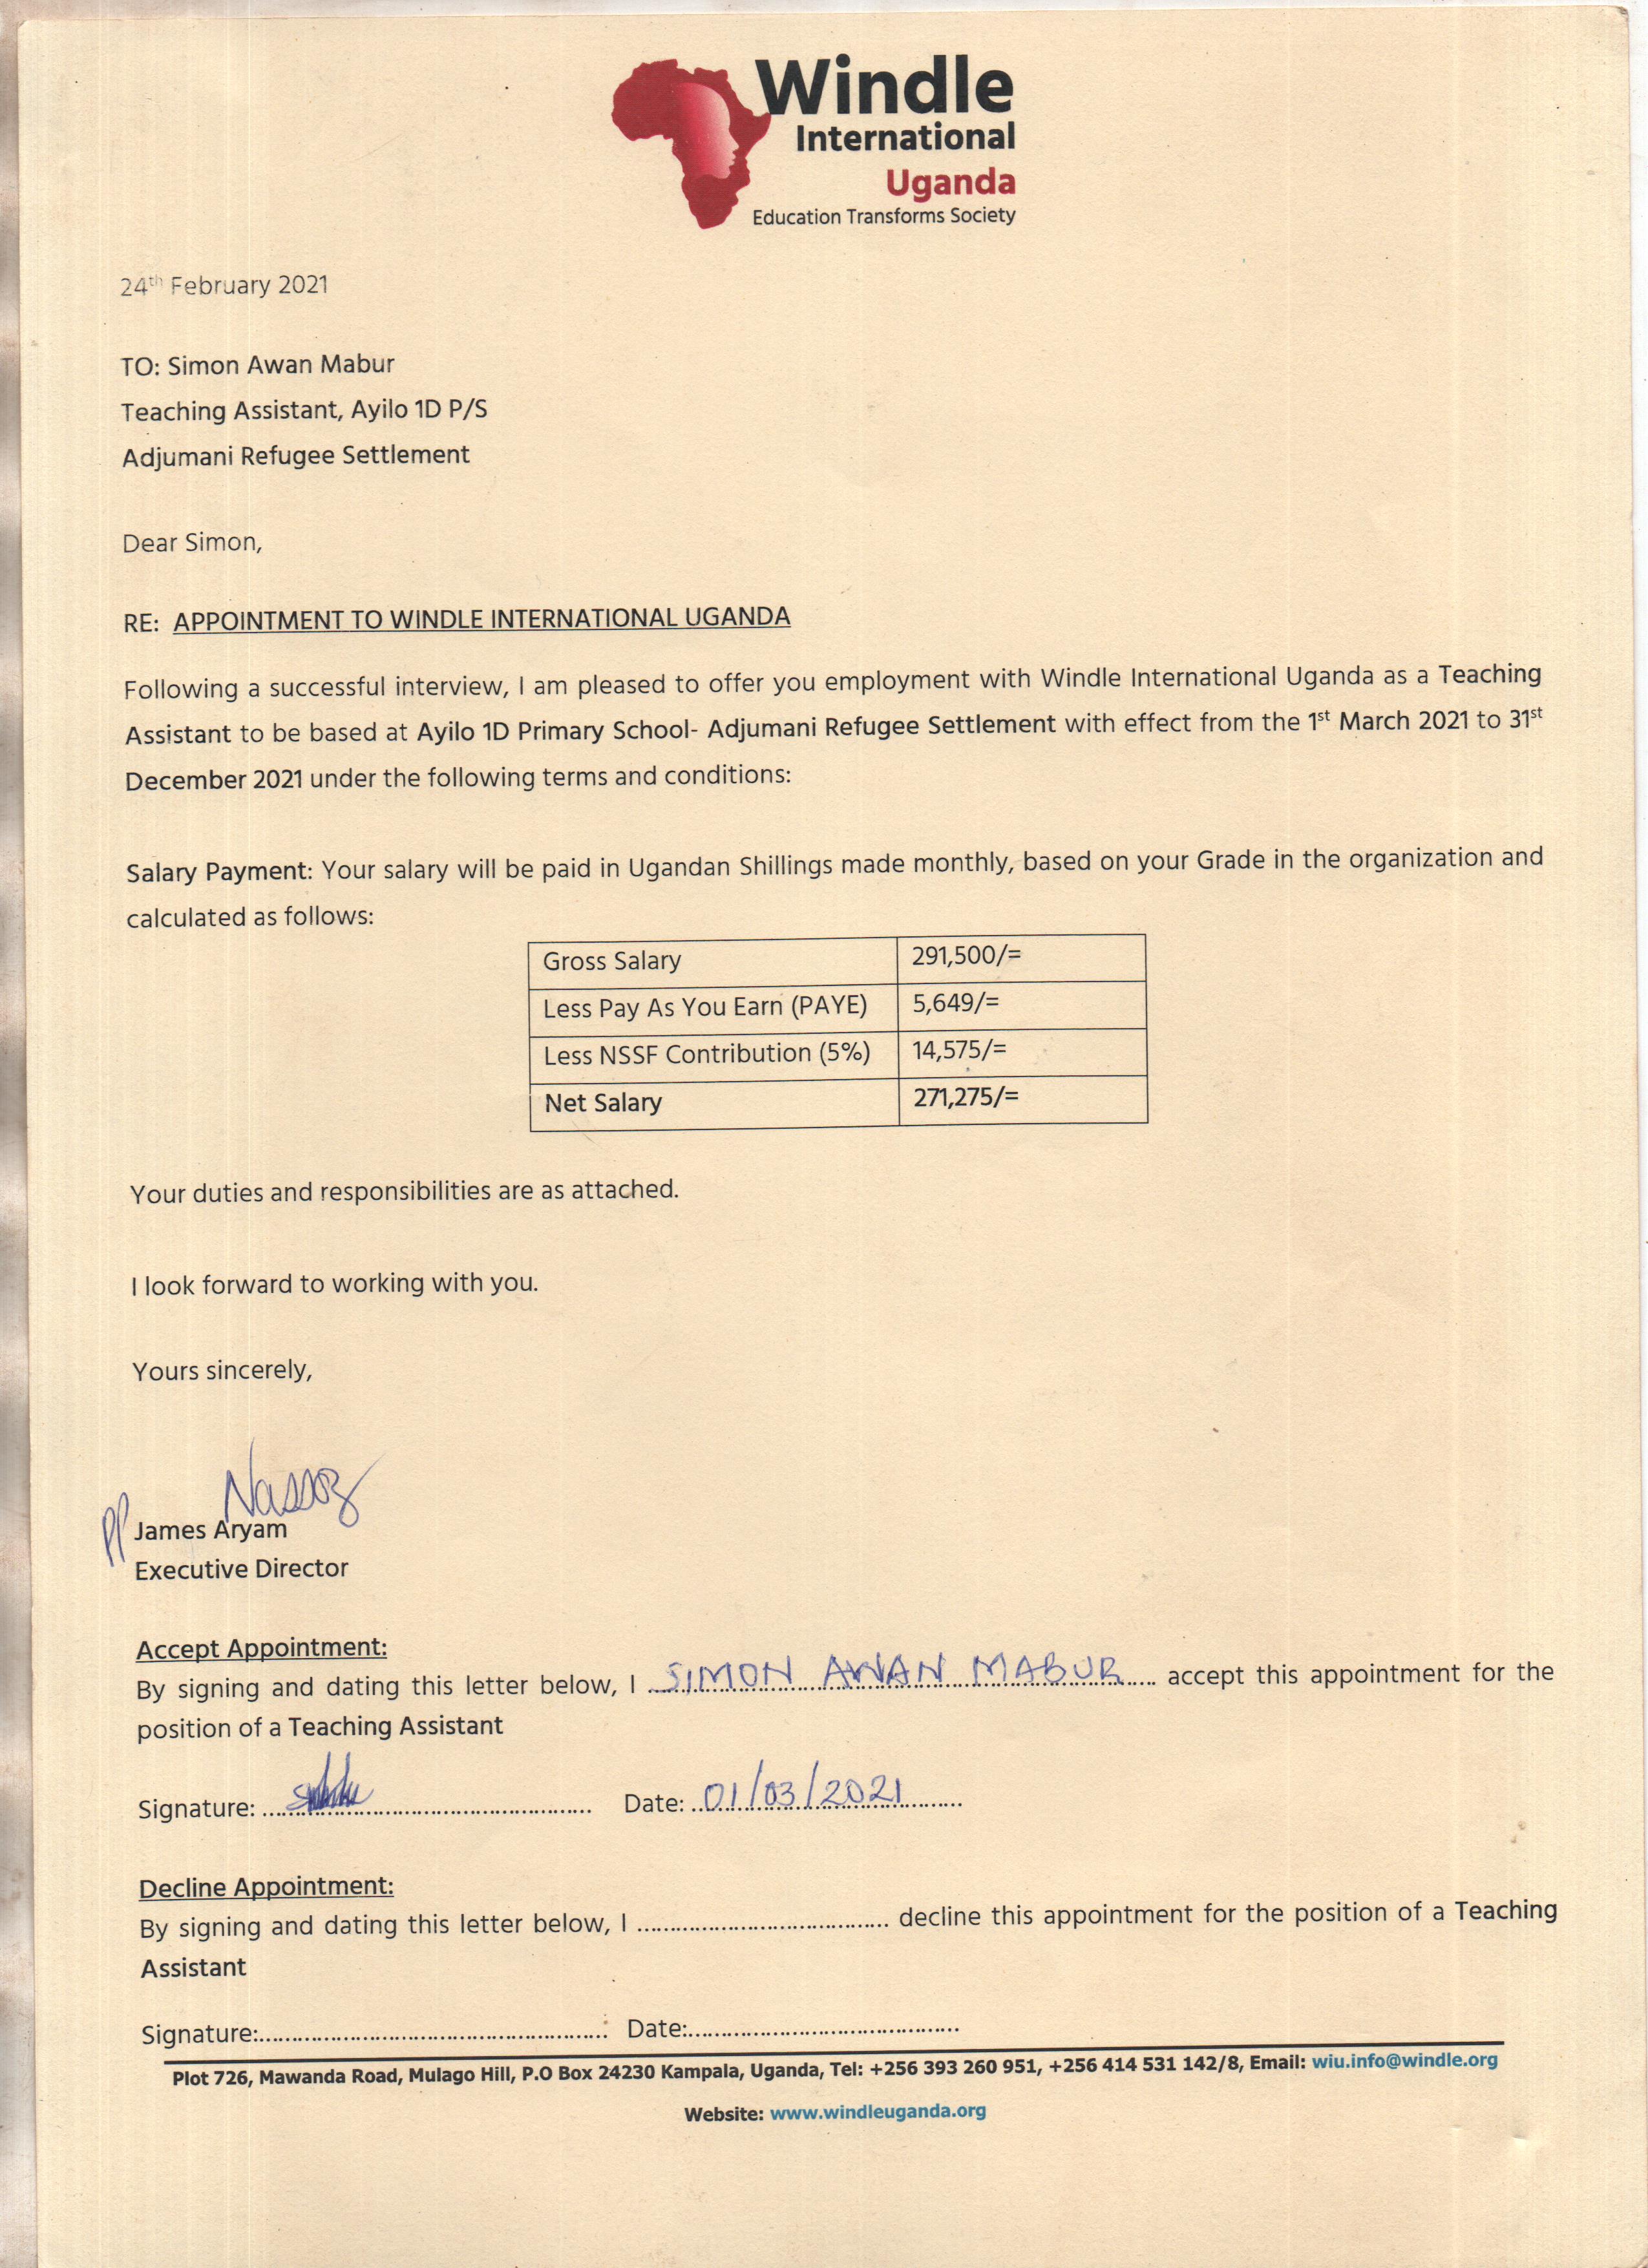 Windle
International
Uganda
Education Transforms Society
24th February 2021
TO: Simon Awan Mabur
Teaching Assistant, Ayilo 1D P/S
Adjumani Refugee Settlement
Dear Simon,
RE: APPOINTMENT TO WINDLE INTERNATIONAL UGANDA
Following a successful interview, I am pleased to offer you employment with Windle International Uganda as a Teaching
Assistant to be based at Ayilo 1D Primary School- Adjumani Refugee Settlement with effect from the 1st March 2021 to 31st
December 2021 under the following terms and conditions:
Salary Payment: Your salary will be paid in Ugandan Shillings made monthly, based on your Grade in the organization and
calculated as follows:
Gross Salary 291,500/=
Less Pay As You Earn (PAYE) 5,649/=
Less NSSF Contribution (5%) 14,575/=
Net Salary 271,275/=
Your duties and responsibilities are as attached.
I look forward to working with you.
Yours sincerely,
pp James Aryam
Executive Director
Accept Appointment:
By signing and dating this letter below, I SIMON AWAN MABUR accept this appointment for the
position of a Teaching Assistant
Signature: .......... Date: 01/03/2021
Decline Appointment:
By signing and dating this letter below, I .......... decline this appointment for the position of a Teaching
Assistant
Signature:.......... Date:..........
Plot 726, Mawanda Road, Mulago Hill, P.O Box 24230 Kampala, Uganda, Tel: +256 393 260 951, +256 414 531 142/8, Email: wiu.info@windle.org
Website: www.windleuganda.org